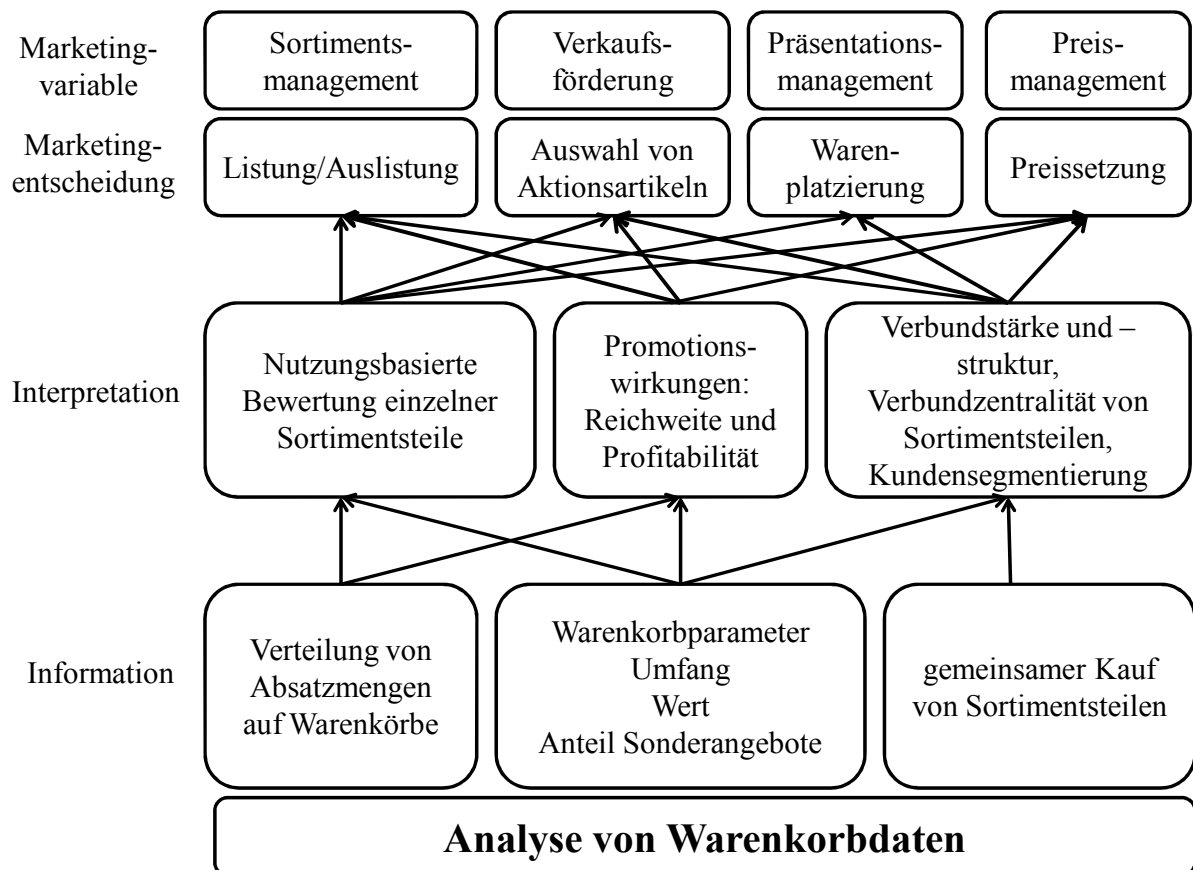 Marketing-
variable
Sortiments-
management
Verkaufs-
förderung
Präsentations-
management
Preis-
management
Marketing-
entscheidung
Listung/Auslistung
Auswahl von
Aktionsartikeln
Waren-
platzierung
Preissetzung
Interpretation
Nutzungsbasierte
Bewertung einzelner
Sortimentsteile
Promotions-
wirkungen:
Reichweite und
Profitabilität
Verbundstärke und –
struktur,
Verbundzentralität von
Sortimentsteilen,
Kundensegmentierung
Information
Verteilung von
Absatzmengen
auf Warenkörbe
Warenkorbparameter
Umfang
Wert
Anteil Sonderangebote
gemeinsamer Kauf
von Sortimentsteilen
Analyse von Warenkorbdaten